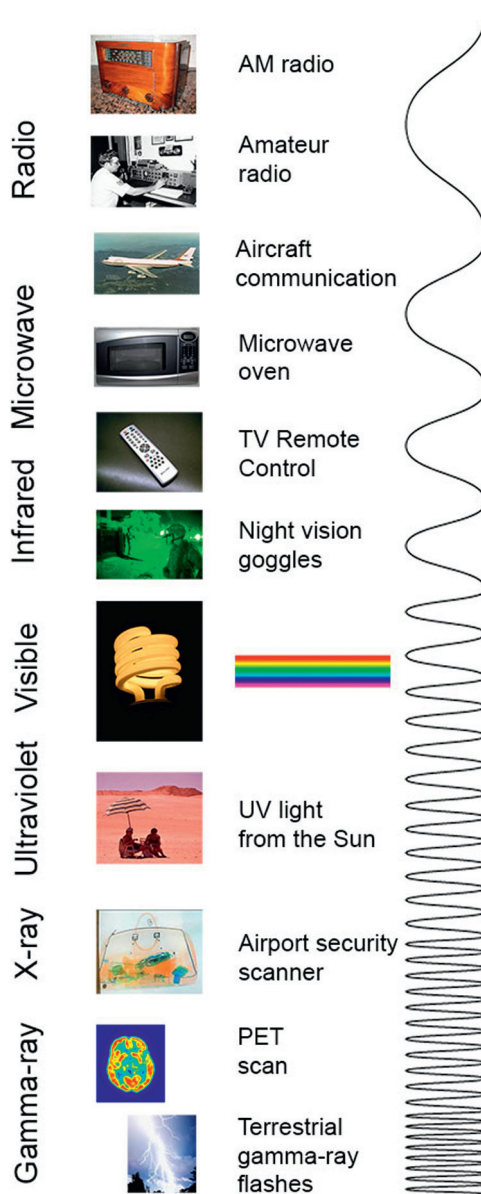 Radio
AM radio
Amateur
radio
Microwave
Aircraft
communication
Microwave
oven
Infrared
TV Remote
Control
Night vision
goggles
Visible
Ultraviolet
UV light
from the Sun
X-ray
Airport security
scanner
Gamma-ray
PET
scan
Terrestrial
gamma-ray
flashes